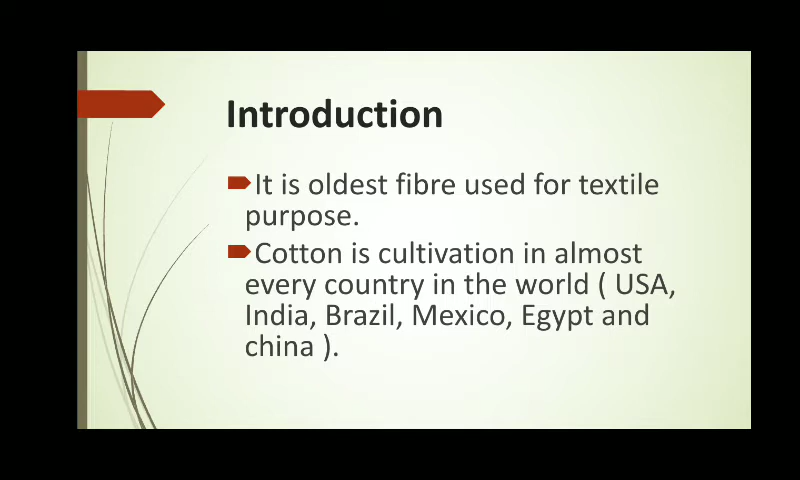 Introduction
It is oldest fibre used for textile
purpose.
Cotton is cultivation in almost
every country in the world ( USA,
India, Brazil, Mexico, Egypt and
china ).